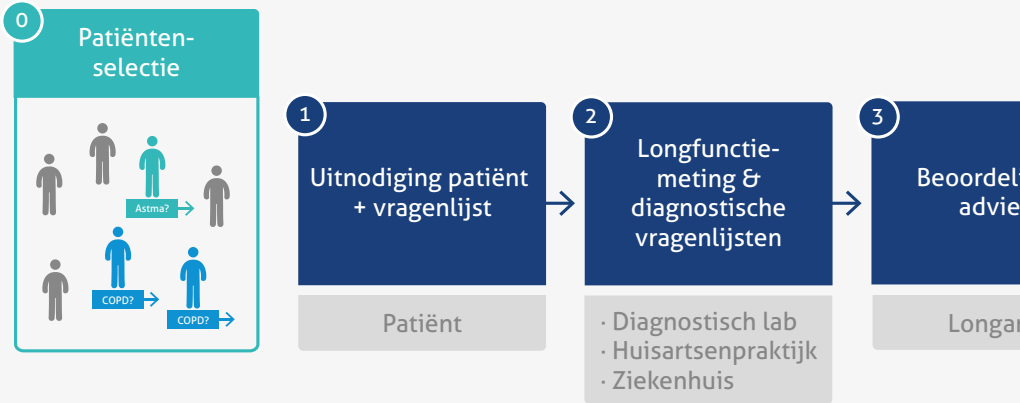 0
Patiënten-
selectie
Astma?
COPD?
COPD?
1
Uitnodiging patiënt
+ vragenlijst
Patiënt
2
Longfunctie-
meting &
diagnostische
vragenlijsten
· Diagnostisch lab
· Huisartsenpraktijk
· Ziekenhuis
3